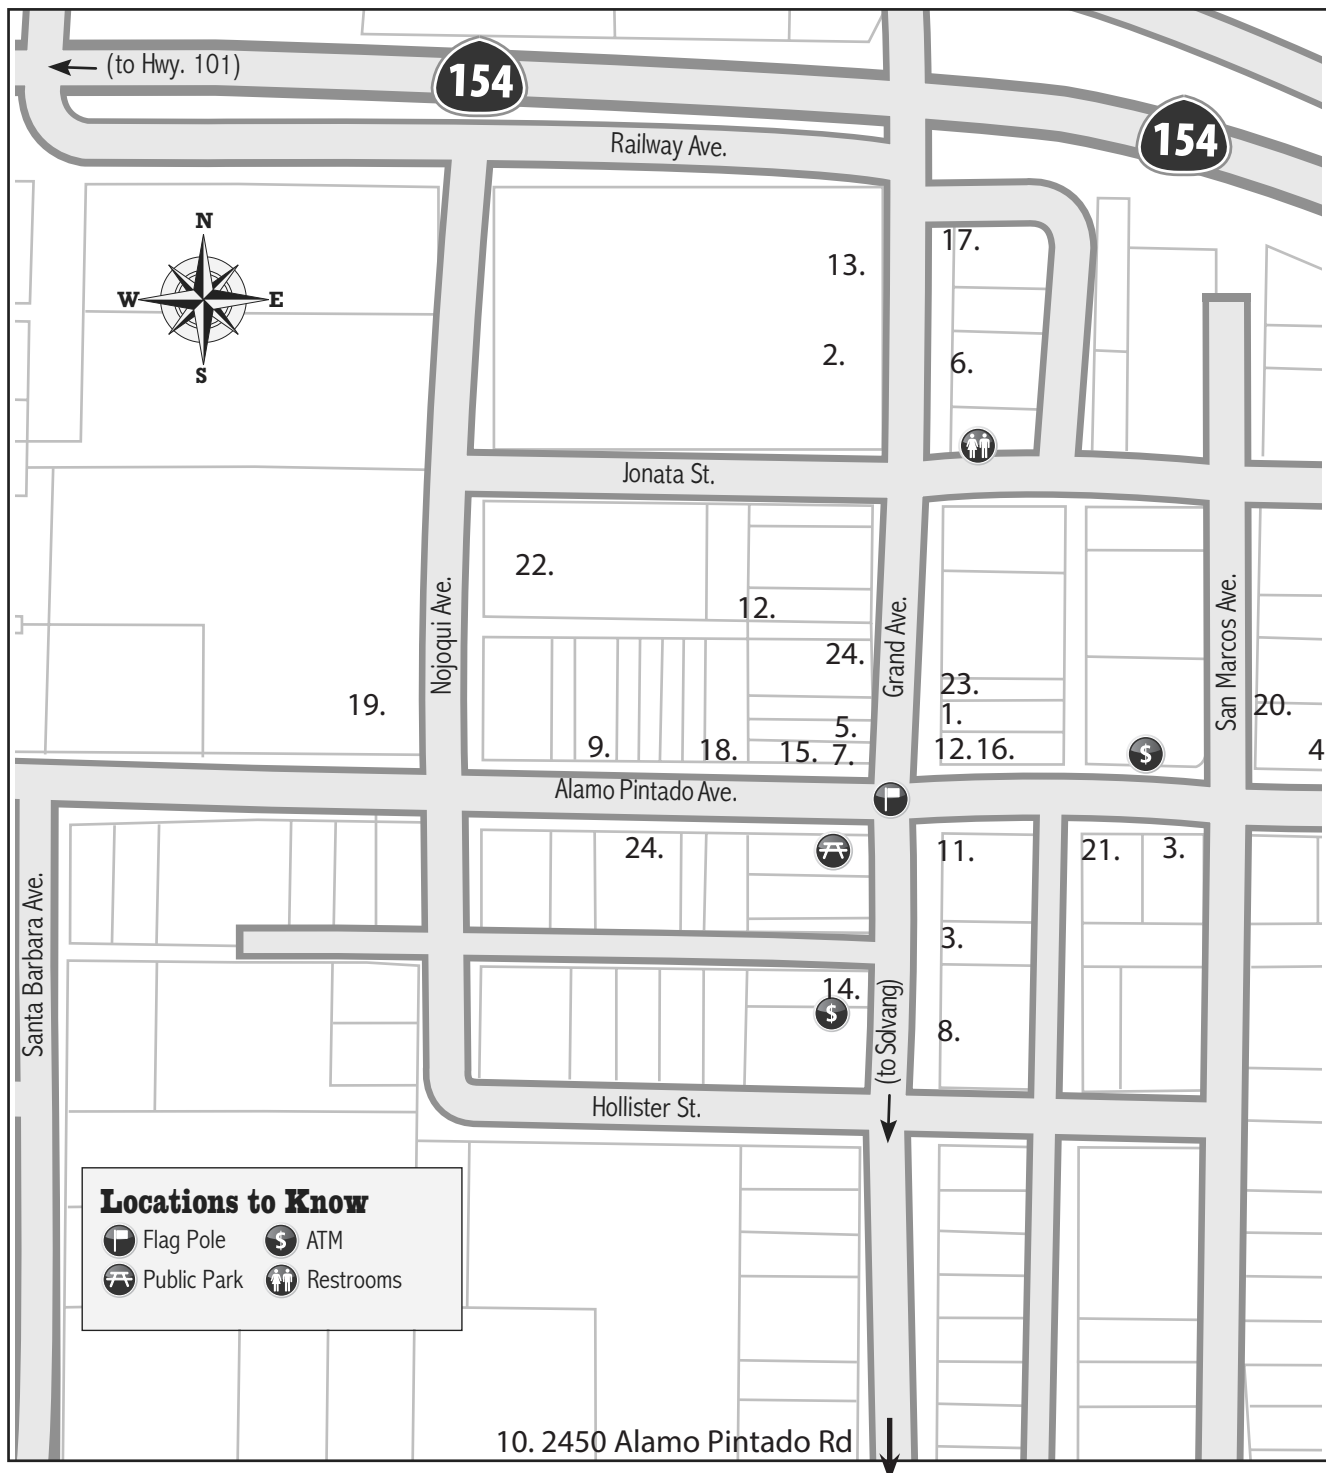 (to Hwy. 101)
154
154
Railway Ave.
N
W
E
S
17.
13.
2.
6.
Jonata St.
22.
12.
24.
Nojoqui Ave.
Grand Ave.
San Marcos Ave.
23.
1.
19.
20.
5.
9.
18.
15.
7.
12.
16.
$
4
Alamo Pintado Ave.
24.
11.
21.
3.
Santa Barbara Ave.
3.
14.
$
(to Solvang)
8.
Hollister St.
Locations to Know
Flag Pole
$ ATM
Public Park
Restrooms
10. 2450 Alamo Pintado Rd